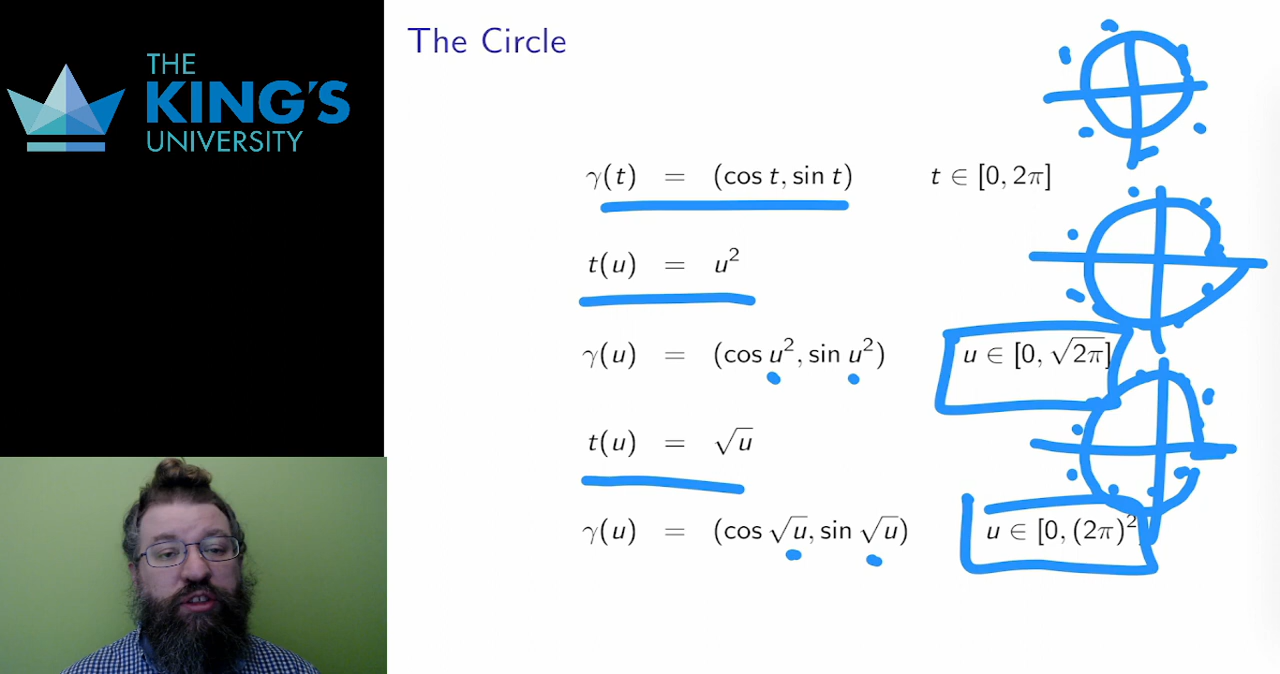 THE
KING'S
UNIVERSITY
The Circle
γ(t) = (cos t, sin t) t ∈ [0, 2π]
t(u) = u²
γ(u) = (cos u², sin u²) u ∈ [0, √2π]
t(u) = √u
γ(u) = (cos √u, sin √u) u ∈ [0, (2π)²